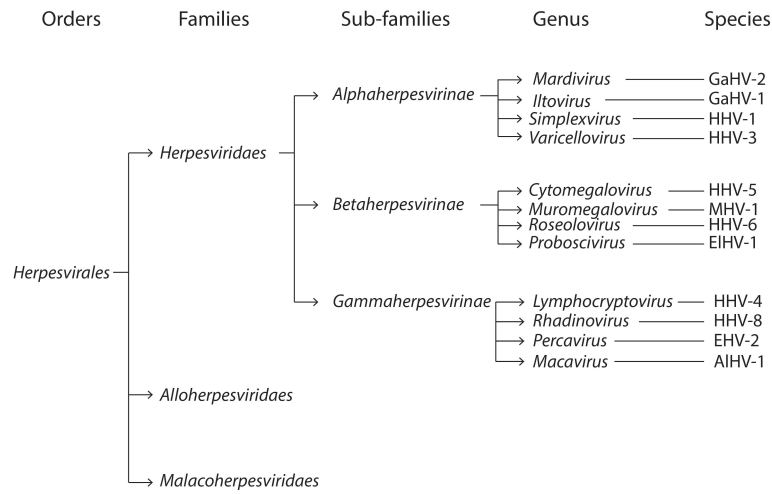 Orders Families Sub-families Genus Species
Mardivirus GaHV-2
Alphaherpesvirinae Iltovirus GaHV-1
Simplexvirus HHV-1
Varicellovirus HHV-3
Herpesviridaes
Cytomegalovirus HHV-5
Betaherpesvirinae Muromegalovirus MHV-1
Roseolovirus HHV-6
Proboscivirus ElHV-1
Herpesvirales
Gammaherpesvirinae Lymphocryptovirus HHV-4
Rhadinovirus HHV-8
Percavirus EHV-2
Macavirus AlHV-1
Alloherpesviridaes
Malacoherpesviridaes